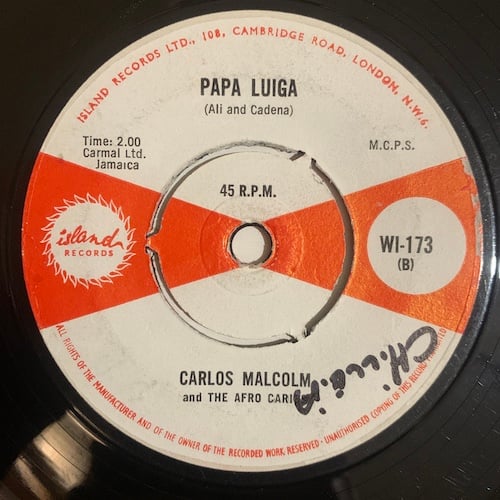 ISLAND RECORDS LTD., 108, CAMBRIDGE ROAD, LONDON, N.W.6.
PAPA LUIGA
(Ali and Cadena)
Time: 2.00
Carmal Ltd.
Jamaica
M.C.P.S.
45 R.P.M.
island
RECORDS
WI-173
(B)
CARLOS MALCOLM
and THE AFRO CARI
ALL RIGHTS OF THE MANUFACTURER AND OF THE OWNER OF THE RECORDED WORK RESERVED - UNAUTHORISED COPYING OF THIS RECORD PROHIBITED